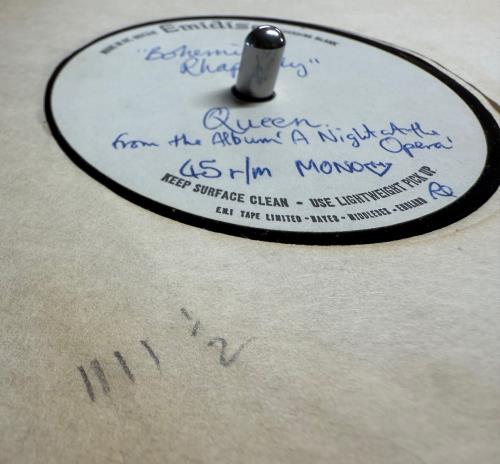 Emidisc
"Bohemian
Rhapsody"
Queen
from the Album 'A Night At the
Opera'
45 r/m MONO
KEEP SURFACE CLEAN - USE LIGHTWEIGHT PICK UP
E.M.I TAPE LIMITED - HAYES - MIDDLESEX - ENGLAND
1111 1/2